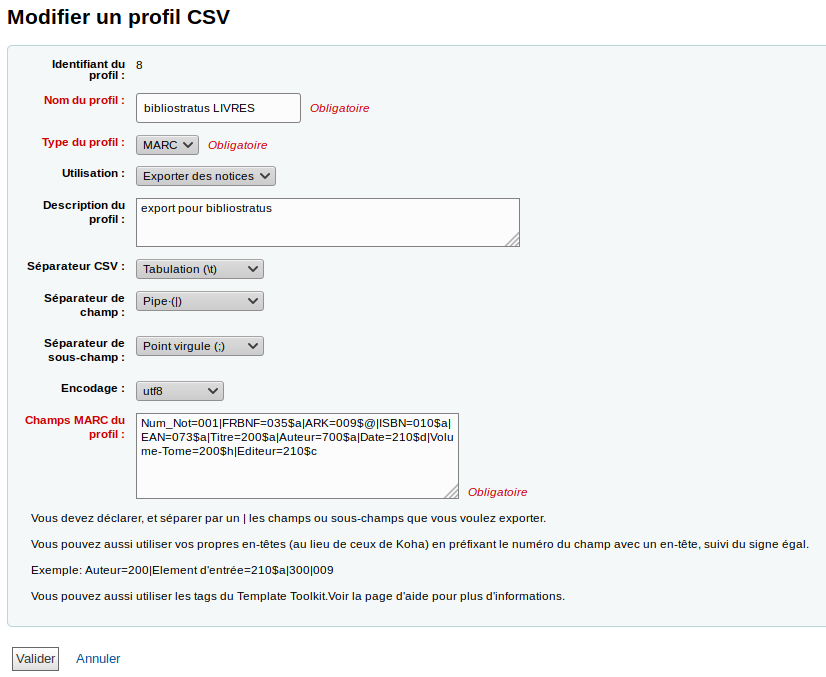 Modifier un profil CSV
Identifiant du profil : 8
Nom du profil : bibliostratus LIVRES Obligatoire
Type du profil : MARC Obligatoire
Utilisation : Exporter des notices
Description du profil : export pour bibliostratus
Séparateur CSV : Tabulation (\t)
Séparateur de champ : Pipe·(|)
Séparateur de sous-champ : Point virgule (;)
Encodage : utf8
Champs MARC du profil :
Num_Not=001|FRBNF=035$a|ARK=009$@|ISBN=010$a|
EAN=073$a|Titre=200$a|Auteur=700$a|Date=210$d|Volu
me-Tome=200$h|Editeur=210$c
Obligatoire
Vous devez déclarer, et séparer par un | les champs ou sous-champs que vous voulez exporter.
Vous pouvez aussi utiliser vos propres en-têtes (au lieu de ceux de Koha) en préfixant le numéro du champ avec un en-tête, suivi du signe égal.
Exemple: Auteur=200|Element d'entrée=210$a|300|009
Vous pouvez aussi utiliser les tags du Template Toolkit.Voir la page d'aide pour plus d'informations.
Valider Annuler